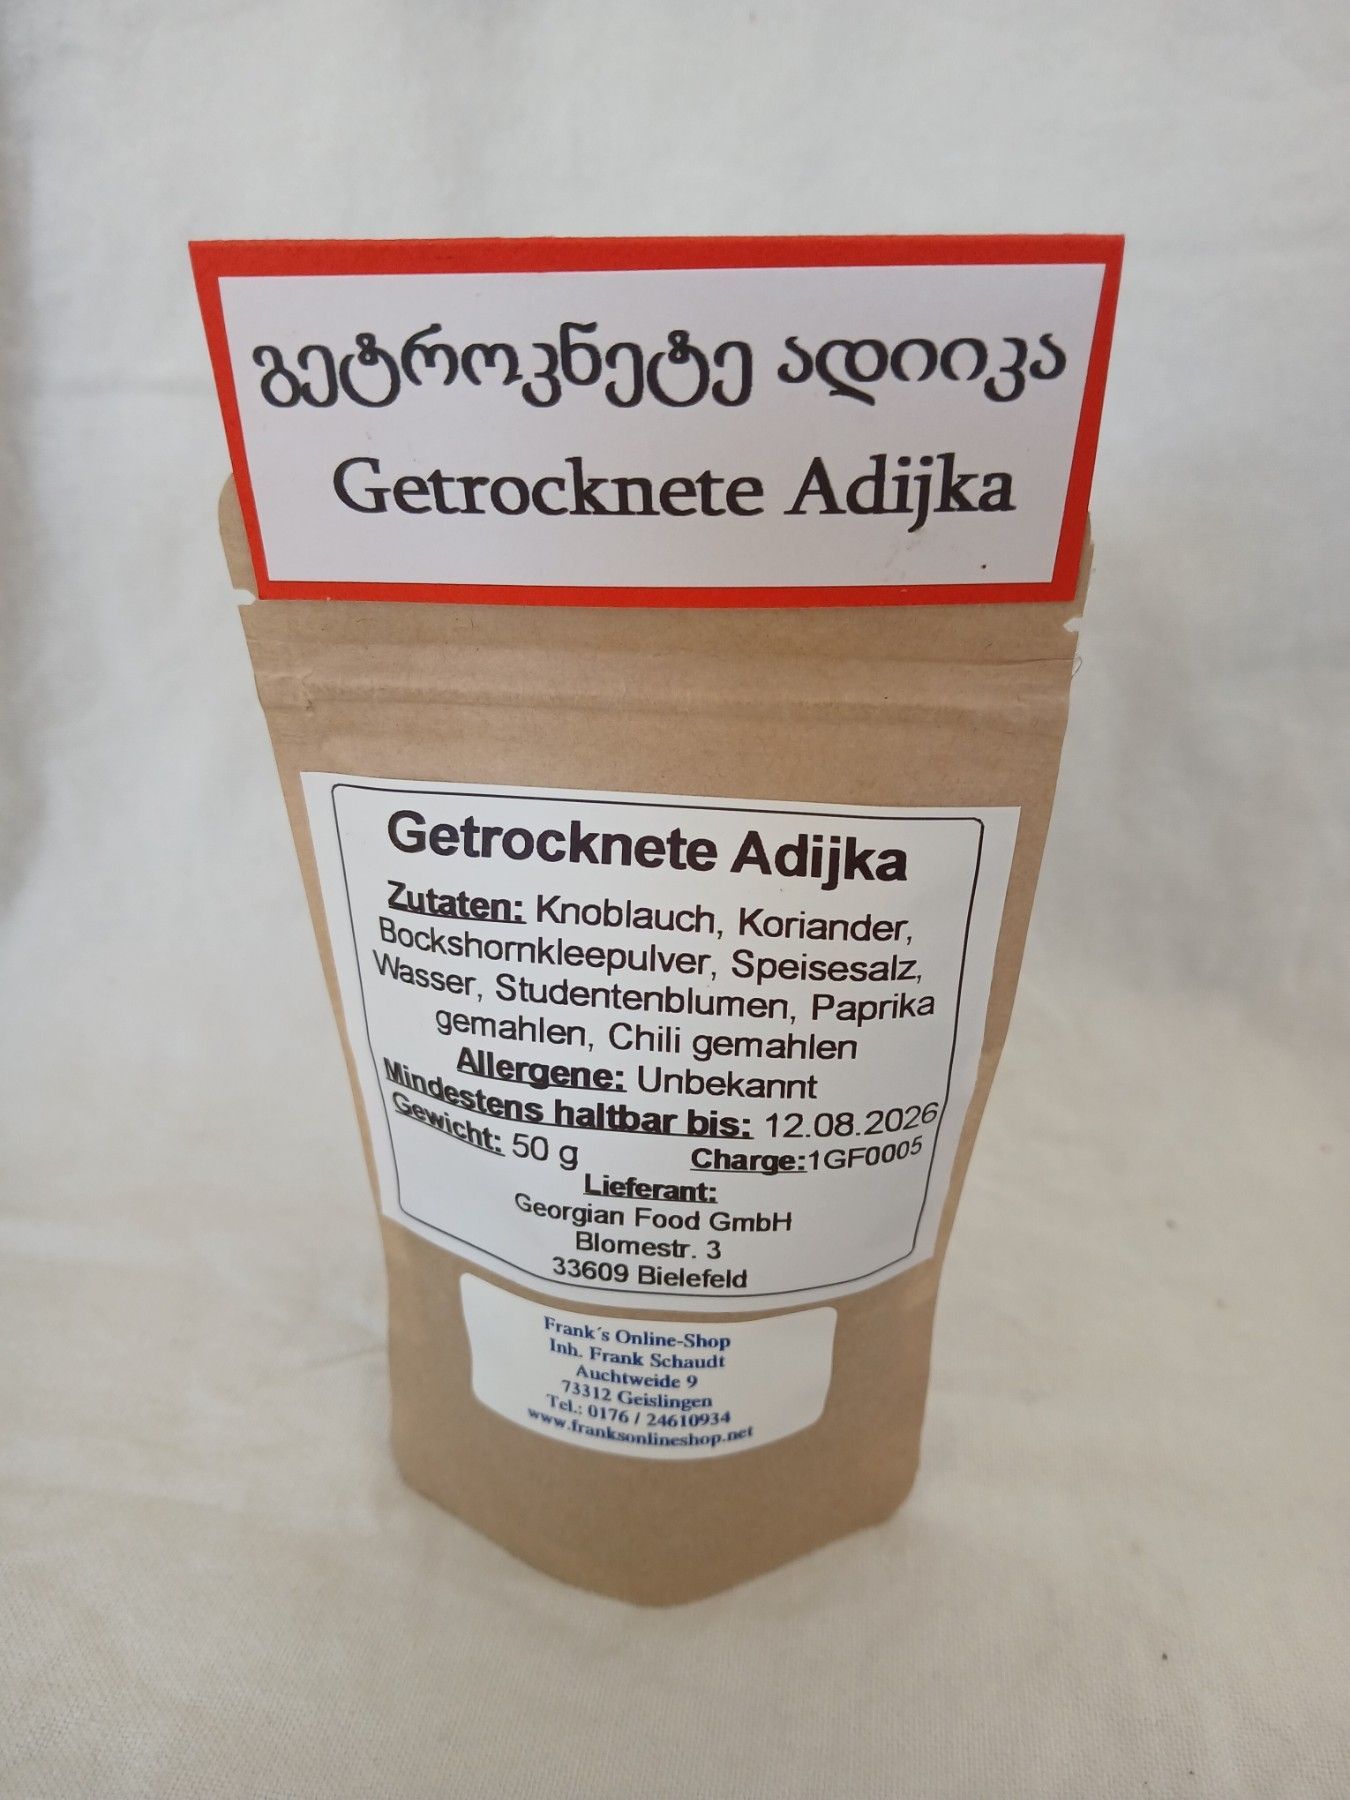 გეტროკნეტე ადიიკა
Getrocknete Adijka
Getrocknete Adijka
Zutaten: Knoblauch, Koriander,
Bockshornkleepulver, Speisesalz,
Wasser, Studentenblumen, Paprika
gemahlen, Chili gemahlen
Allergene: Unbekannt
Mindestens haltbar bis: 12.08.2026
Gewicht: 50 g Charge:1GF0005
Lieferant:
Georgian Food GmbH
Blomestr. 3
33609 Bielefeld
Frank´s Online-Shop
Inh. Frank Schaudt
Auchtweide 9
73312 Geislingen
Tel.: 0176 / 24610934
www.franksonlineshop.net